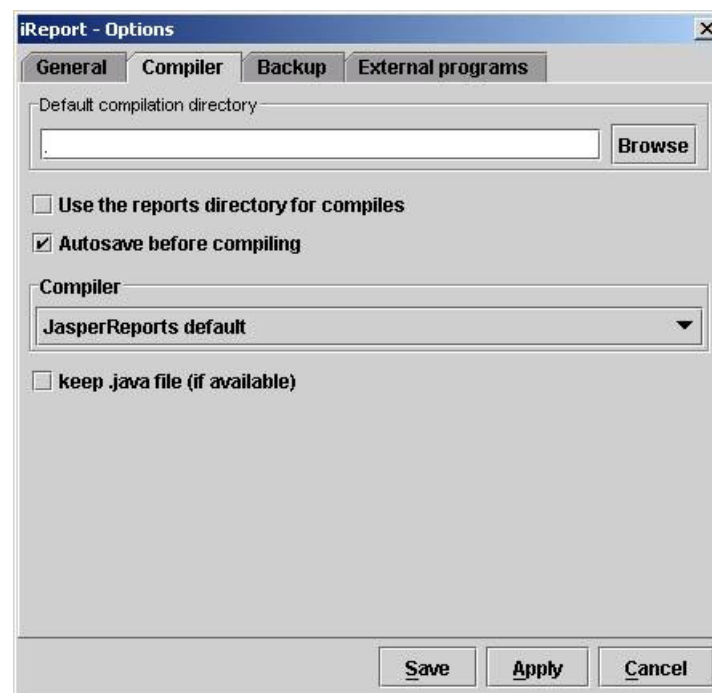 iReport - Options
General Compiler Backup External programs
Default compilation directory
. Browse
Use the reports directory for compiles
Autosave before compiling
Compiler
JasperReports default
keep .java file (if available)
Save Apply Cancel